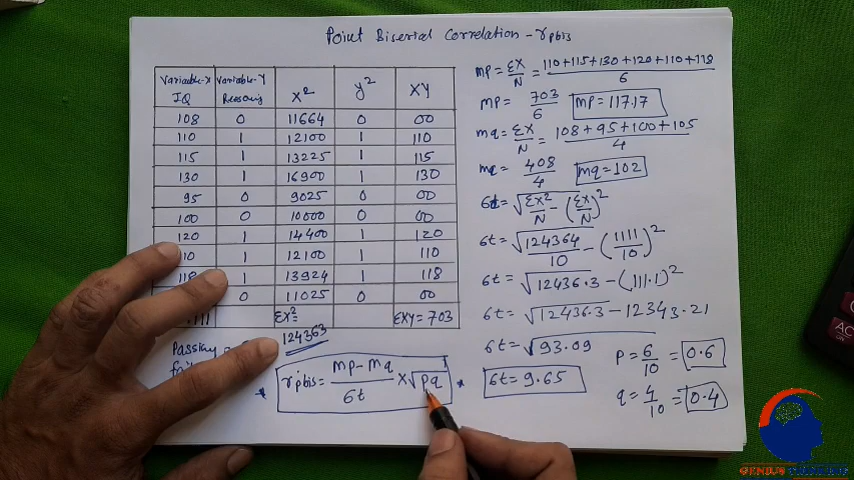 Point Biserial Correlation - rpbis
Variable-X Variable-Y X² y² XY
IQ Reasoning
108 0 11664 0 00
110 1 12100 1 110
115 1 13225 1 115
130 1 16900 1 130
95 0 9025 0 00
100 0 10000 0 00
120 1 14400 1 120
10 1 12100 1 110
118 1 13924 1 118
0 11025 0 00
1111 ΣX²= ΣXY = 703
124363
Passing =
fai
* rpbis = Mp - Mq / 6t × √pq *
mp = ΣX/N = 110+115+130+120+110+118 / 6
mp = 703/6 mp = 117.17
mq = ΣX/N = 108+95+100+105 / 4
mq = 408/4 mq = 102
6t = √ΣX²/N - (ΣX/N)²
6t = √124364/10 - (1111/10)²
6t = √12436.3 - (111.1)²
6t = √12436.3 - 12343.21
6t = √93.09
6t = 9.65
P = 6/10 = 0.6
q = 4/10 = 0.4
AC